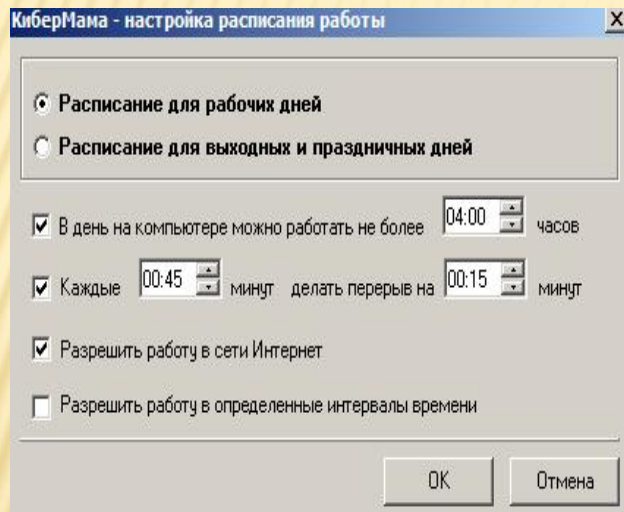 КиберМама - настройка расписания работы
Расписание для рабочих дней
Расписание для выходных и праздничных дней
В день на компьютере можно работать не более 04:00 часов
Каждые 00:45 минут делать перерыв на 00:15 минут
Разрешить работу в сети Интернет
Разрешить работу в определенные интервалы времени
OK Отмена